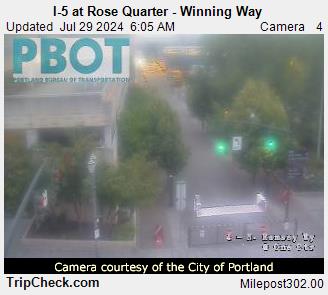 I-5 at Rose Quarter - Winning Way
Updated Jul 29 2024 6:05 AM Camera 4
PBOT
PORTLAND BUREAU OF TRANSPORTATION
Camera courtesy of the City of Portland
TripCheck.com Milepost302.00